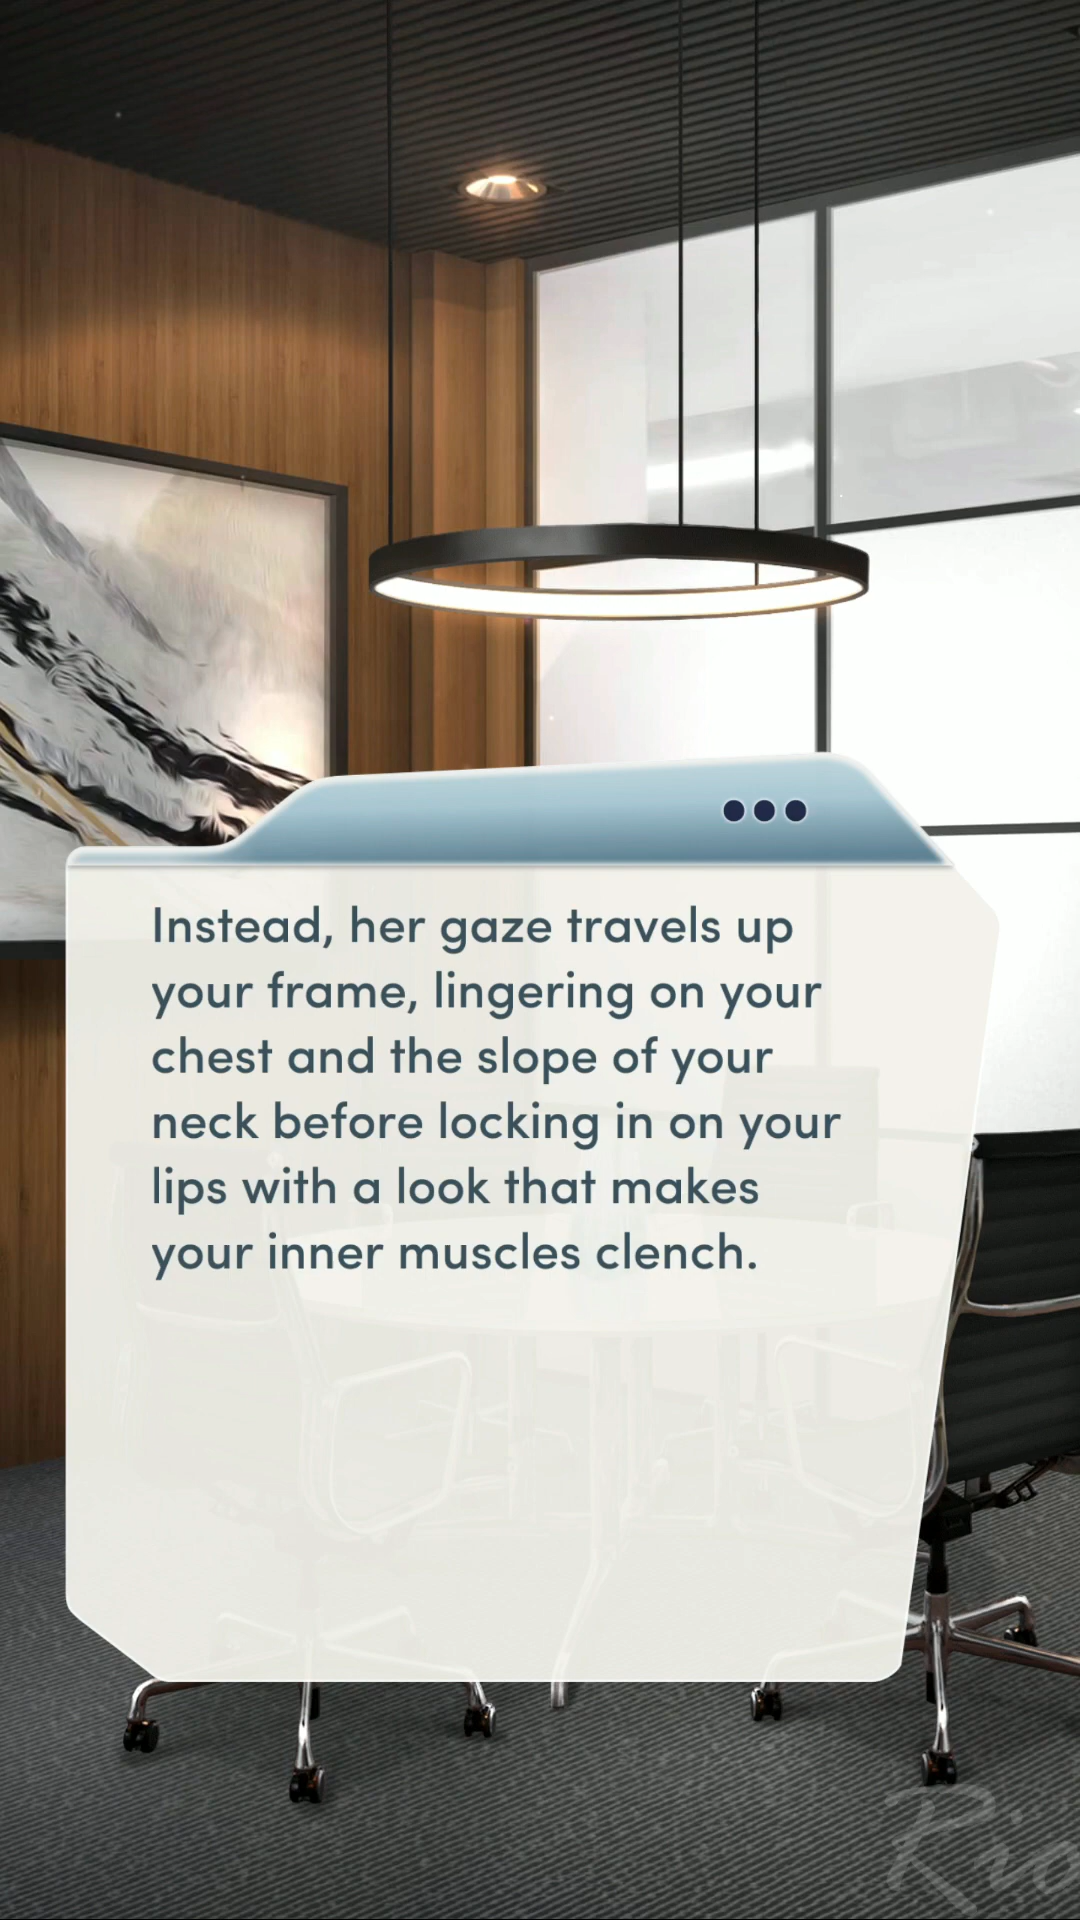 Instead, her gaze travels up
your frame, lingering on your
chest and the slope of your
neck before locking in on your
lips with a look that makes
your inner muscles clench.
Rio